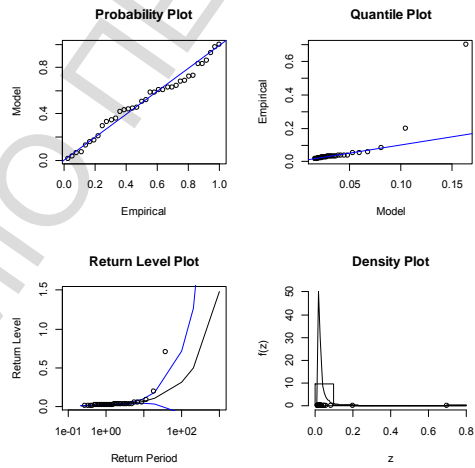 Probability Plot
Model
0.0 0.4 0.8
0.0 0.2 0.4 0.6 0.8 1.0
Empirical
Quantile Plot
Empirical
0.0 0.2 0.4 0.6
0.05 0.10 0.15
Model
Return Level Plot
Return Level
0.0 0.5 1.0 1.5
1e-01 1e+00 1e+02
Return Period
Density Plot
f(z)
0 10 20 30 40 50
0.0 0.2 0.4 0.6 0.8
z